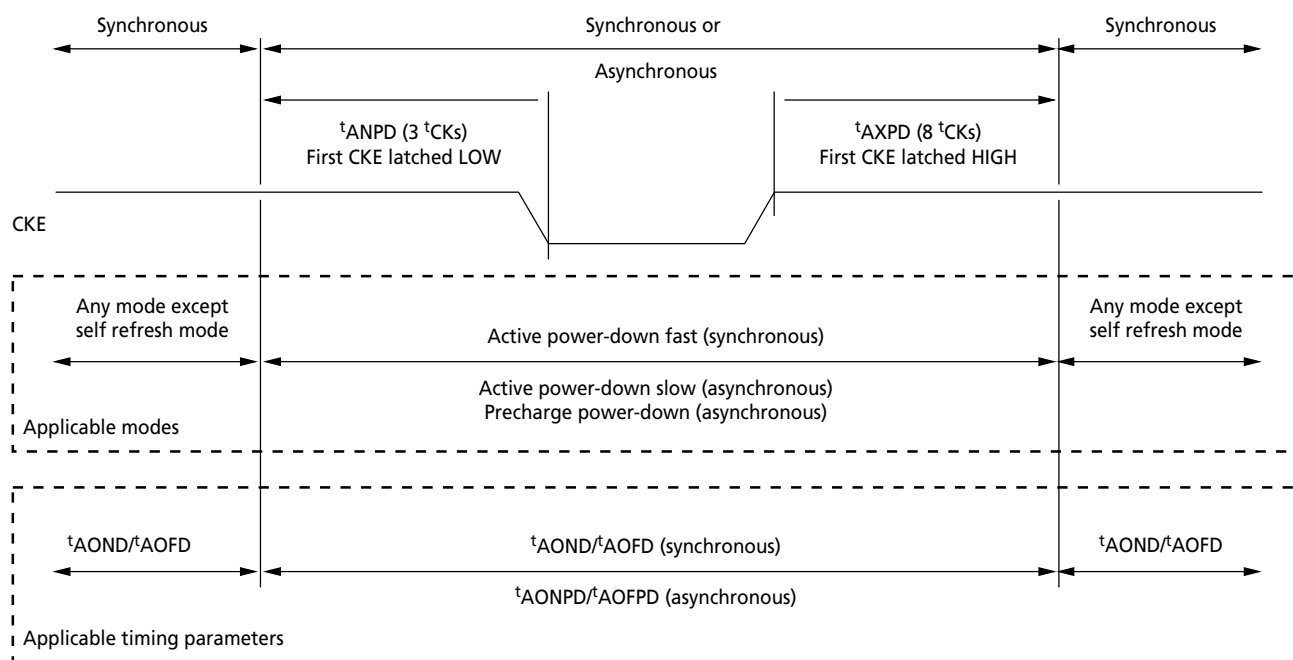 Synchronous
Synchronous or
Synchronous
Asynchronous
tANPD (3 tCKs)
First CKE latched LOW
tAXPD (8 tCKs)
First CKE latched HIGH
CKE
Any mode except
self refresh mode
Active power-down fast (synchronous)
Any mode except
self refresh mode
Active power-down slow (asynchronous)
Precharge power-down (asynchronous)
Applicable modes
tAOND/tAOFD
tAOND/tAOFD (synchronous)
tAOND/tAOFD
tAONPD/tAOFPD (asynchronous)
Applicable timing parameters